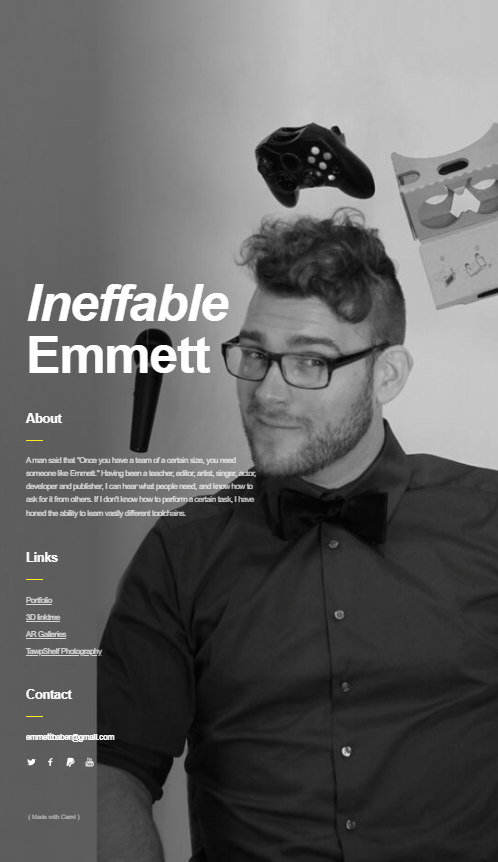 Ineffable
Emmett
About
A man said that "Once you have a team of a certain size, you need
someone like Emmett." Having been a teacher, editor, artist, singer, actor,
developer and publisher, I can hear what people need, and know how to
ask for it from others. If I don't know how to perform a certain task, I have
honed the ability to learn vastly different toolchains.
Links
Portfolio
3D linktree
AR Galleries
TawpShelf Photography
Contact
( Made with Carrd )